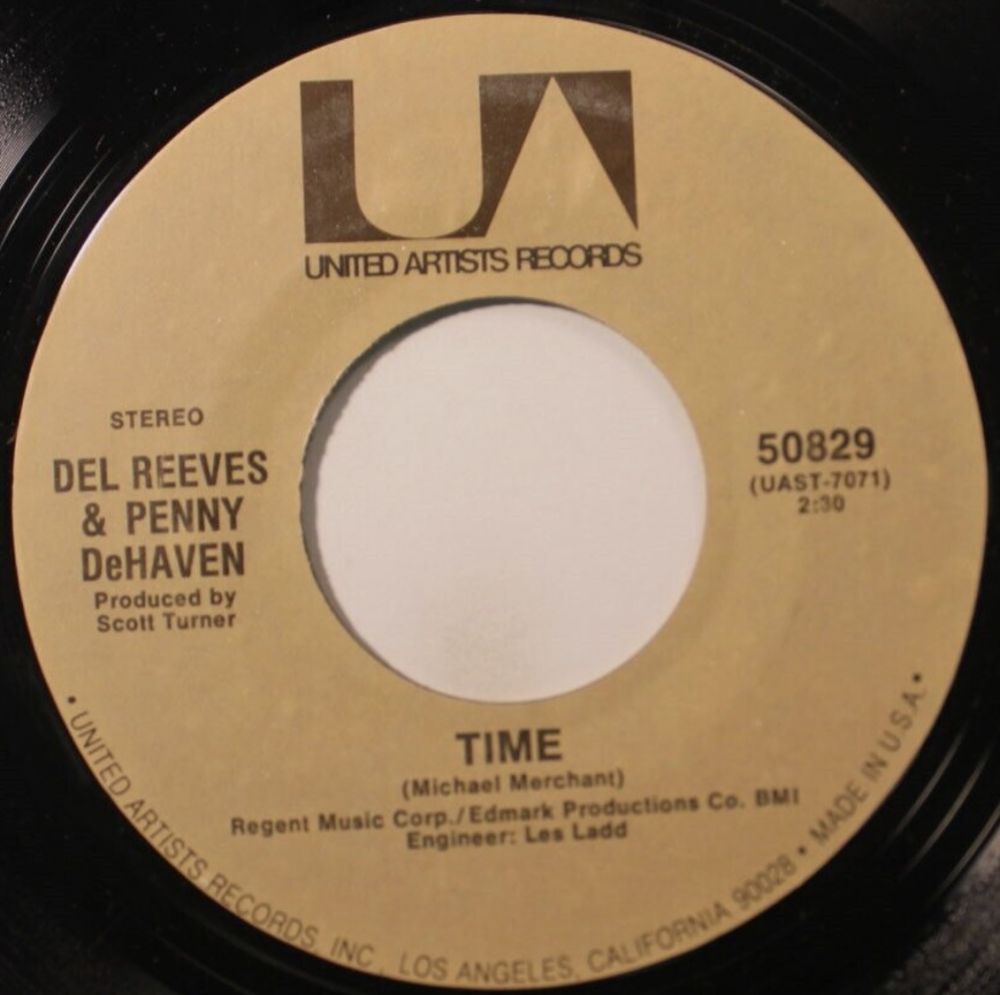 UA
UNITED ARTISTS RECORDS
STEREO
DEL REEVES
& PENNY
DeHAVEN
Produced by
Scott Turner
50829
(UAST-7071)
2:30
TIME
(Michael Merchant)
Regent Music Corp./Edmark Productions Co. BMI
Engineer: Les Ladd
• UNITED ARTISTS RECORDS, INC., LOS ANGELES, CALIFORNIA 90028 • MADE IN U.S.A. •